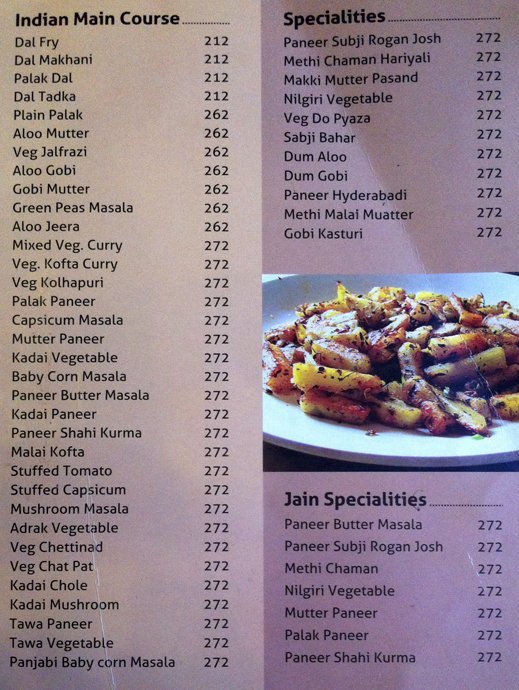 Indian Main Course
Dal Fry 212
Dal Makhani 212
Palak Dal 212
Dal Tadka 212
Plain Palak 262
Aloo Mutter 262
Veg Jalfrazi 262
Aloo Gobi 262
Gobi Mutter 262
Green Peas Masala 262
Aloo Jeera 262
Mixed Veg. Curry 272
Veg. Kofta Curry 272
Veg Kolhapuri 272
Palak Paneer 272
Capsicum Masala 272
Mutter Paneer 272
Kadai Vegetable 272
Baby Corn Masala 272
Paneer Butter Masala 272
Kadai Paneer 272
Paneer Shahi Kurma 272
Malai Kofta 272
Stuffed Tomato 272
Stuffed Capsicum 272
Mushroom Masala 272
Adrak Vegetable 272
Veg Chettinad 272
Veg Chat Pat 272
Kadai Chole 272
Kadai Mushroom 272
Tawa Paneer 272
Tawa Vegetable 272
Panjabi Baby corn Masala 272
Specialities
Paneer Subji Rogan Josh 272
Methi Chaman Hariyali 272
Makki Mutter Pasand 272
Nilgiri Vegetable 272
Veg Do Pyaza 272
Sabji Bahar 272
Dum Aloo 272
Dum Gobi 272
Paneer Hyderabadi 272
Methi Malai Muatter 272
Gobi Kasturi 272
Jain Specialities
Paneer Butter Masala 272
Paneer Subji Rogan Josh 272
Methi Chaman 272
Nilgiri Vegetable 272
Mutter Paneer 272
Palak Paneer 272
Paneer Shahi Kurma 272